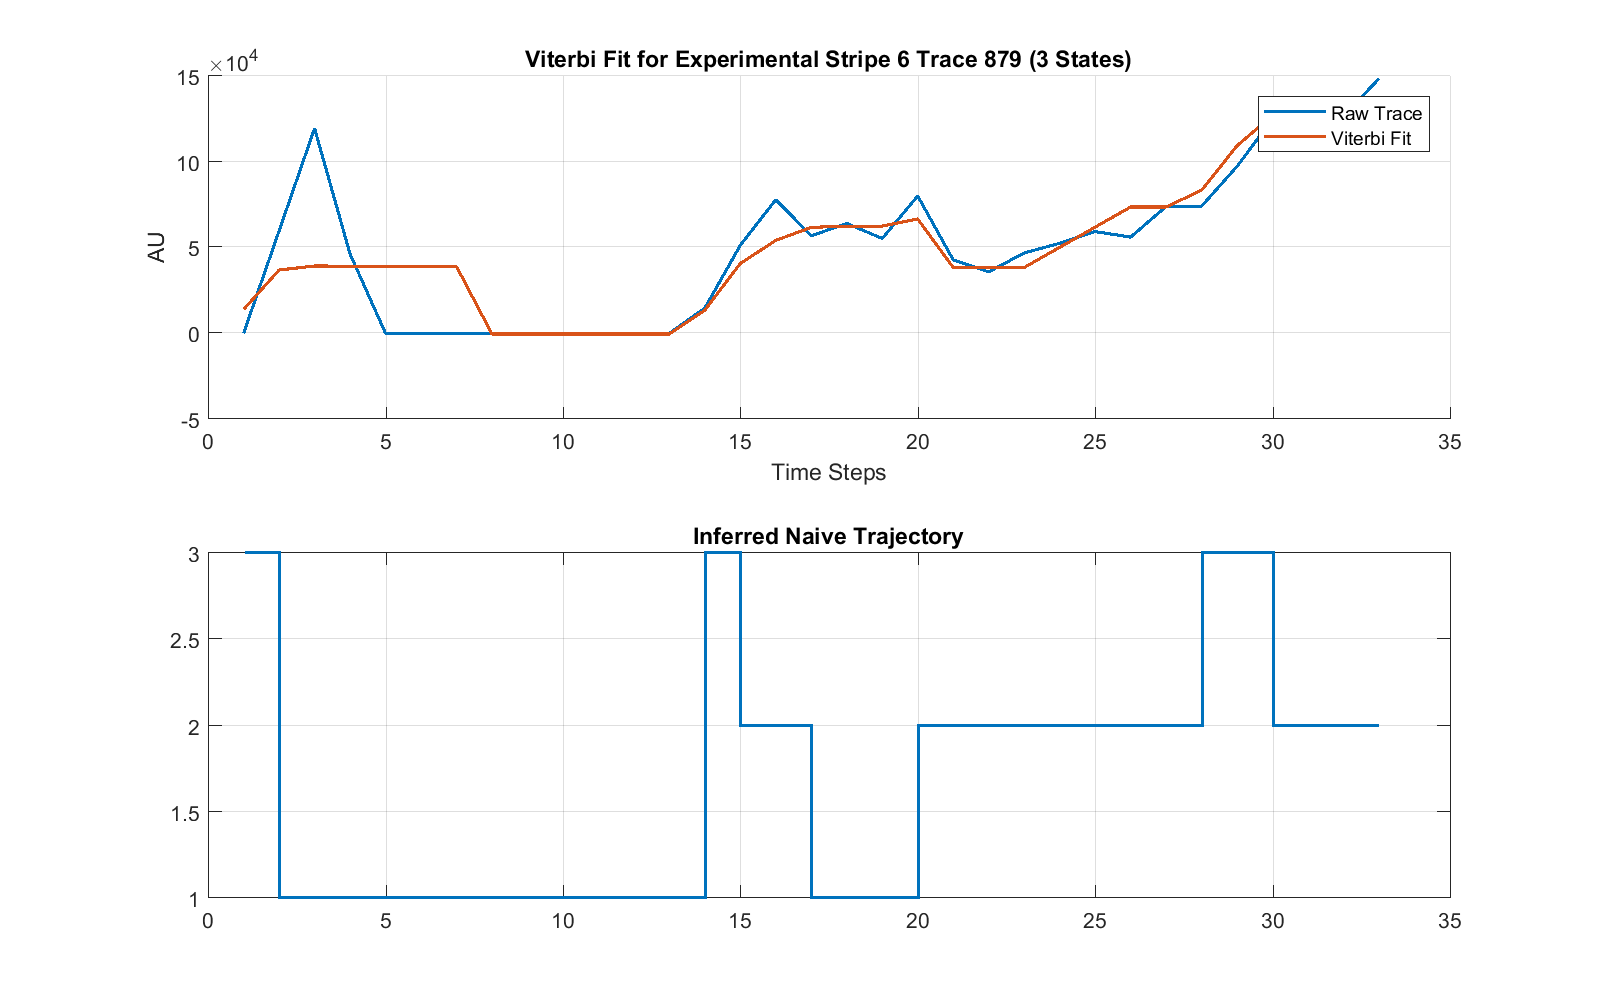 Viterbi Fit for Experimental Stripe 6 Trace 879 (3 States)
×10⁴
15
10
5
0
-5
AU
Raw Trace
Viterbi Fit
0 5 10 15 20 25 30 35
Time Steps
Inferred Naive Trajectory
3
2.5
2
1.5
1
0 5 10 15 20 25 30 35